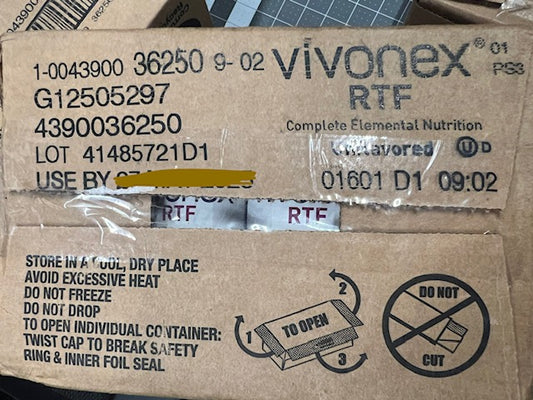 1-0043900 36250 9-02 vivonex® 01
PS3
G12505297 RTF
4390036250 Complete Elemental Nutrition
LOT 41485721D1 Unflavored U D
USE BY 01601 D1 09:02
RTF RTF
STORE IN A COOL, DRY PLACE
AVOID EXCESSIVE HEAT
DO NOT FREEZE
DO NOT DROP
TO OPEN INDIVIDUAL CONTAINER:
TWIST CAP TO BREAK SAFETY
RING & INNER FOIL SEAL
1 TO OPEN 2
3
DO NOT
CUT